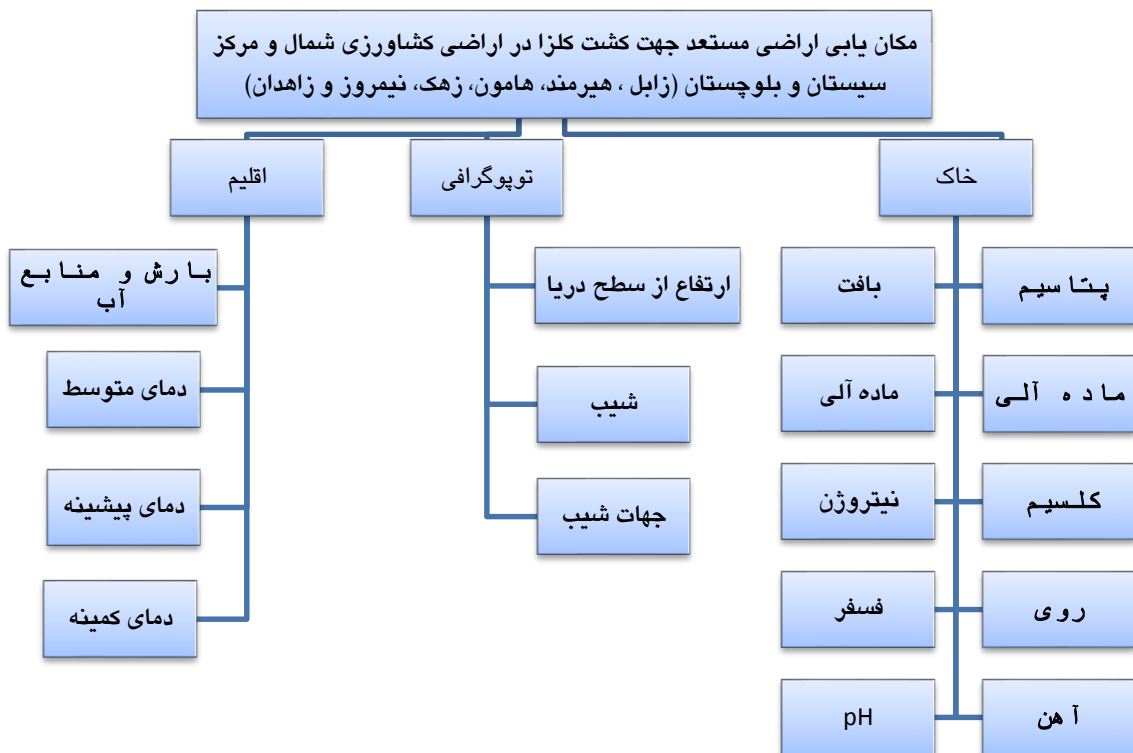 مکان یابی اراضی مستعد جهت کشت کلزا در اراضی کشاورزی شمال و مرکز
سیستان و بلوچستان (زابل ، هیرمند، هامون، زهک، نیمروز و زاهدان)
خاک
توپوگرافی
اقلیم
پتاسیم
بافت
ماده آلی
ماده آلی
کلسیم
نیتروژن
روی
فسفر
آهن
pH
ارتفاع از سطح دریا
شیب
جهات شیب
بارش و منابع
آب
دمای متوسط
دمای پیشینه
دمای کمینه